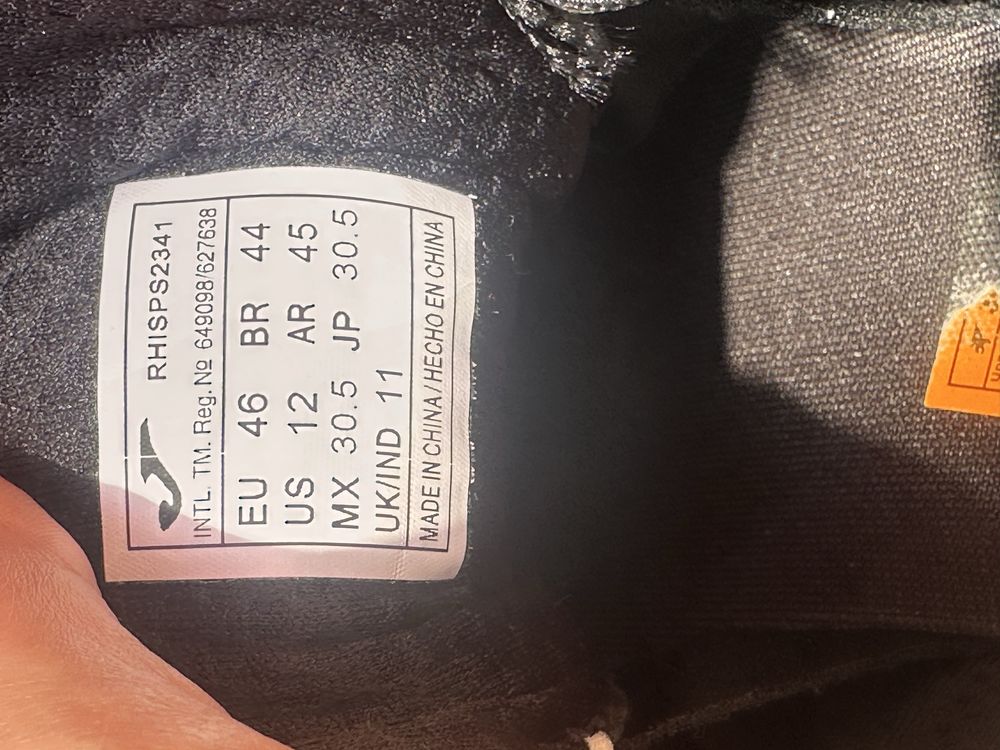 RHISPS2341
INTL. TM. Reg. Nº 649098/627638
EU 46 BR 44
US 12 AR 45
MX 30.5 JP 30.5
UK/IND 11
MADE IN CHINA / HECHO EN CHINA